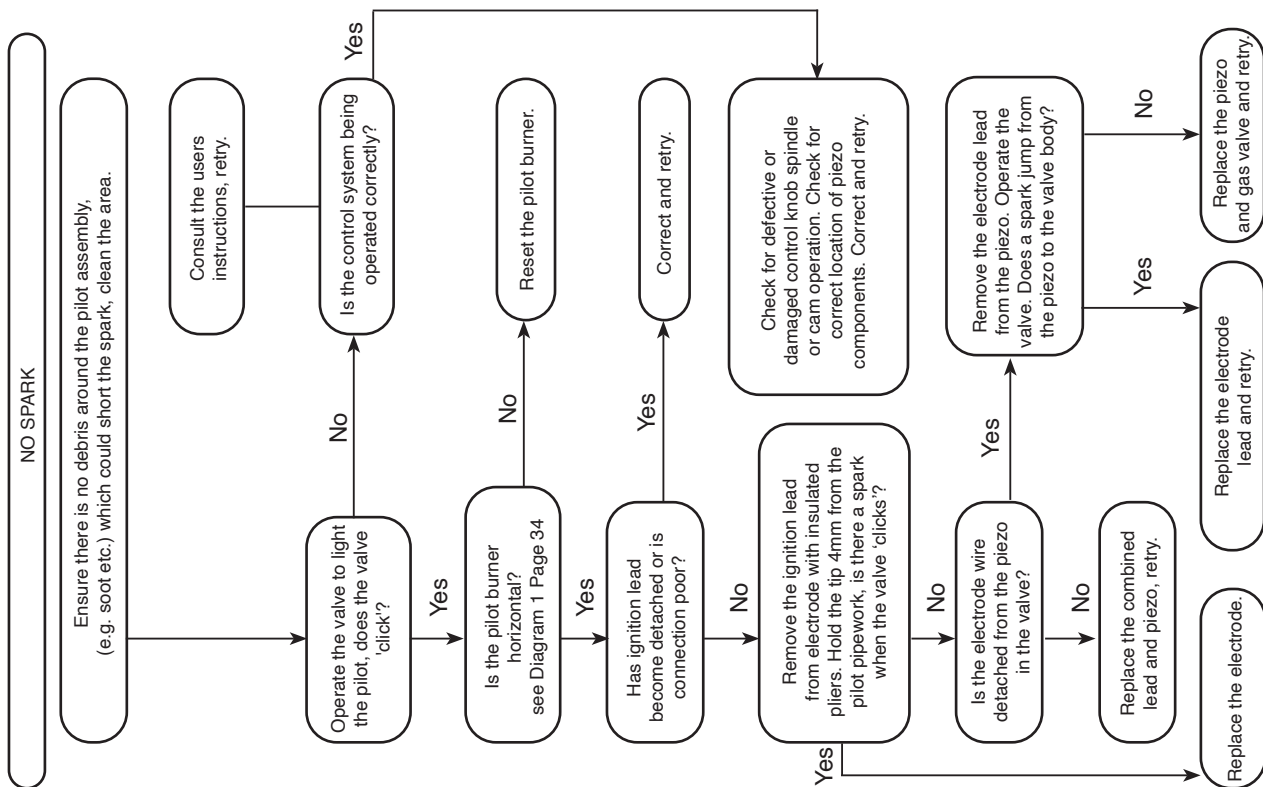 NO SPARK
Ensure there is no debris around the pilot assembly,
(e.g. soot etc.) which could short the spark, clean the area.
Consult the users
instructions, retry.
Operate the valve to light
the pilot, does the valve
'click'?
No
Is the control system being
operated correctly?
Yes
Yes
Is the pilot burner
horizontal?
see Diagram 1 Page 34
No
Reset the pilot burner.
Yes
Has ignition lead
become detached or is
connection poor?
Yes
Correct and retry.
No
Remove the ignition lead
from electrode with insulated
pliers. Hold the tip 4mm from the
pilot pipework, is there a spark
when the valve ‘clicks’?
Check for defective or
damaged control knob spindle
or cam operation. Check for
correct location of piezo
components. Correct and retry.
Yes
No
Is the electrode wire
detached from the piezo
in the valve?
Yes
Remove the electrode lead
from the piezo. Operate the
valve. Does a spark jump from
the piezo to the valve body?
No
Replace the combined
lead and piezo, retry.
Yes
No
Replace the electrode.
Replace the electrode
lead and retry.
Replace the piezo
and gas valve and retry.